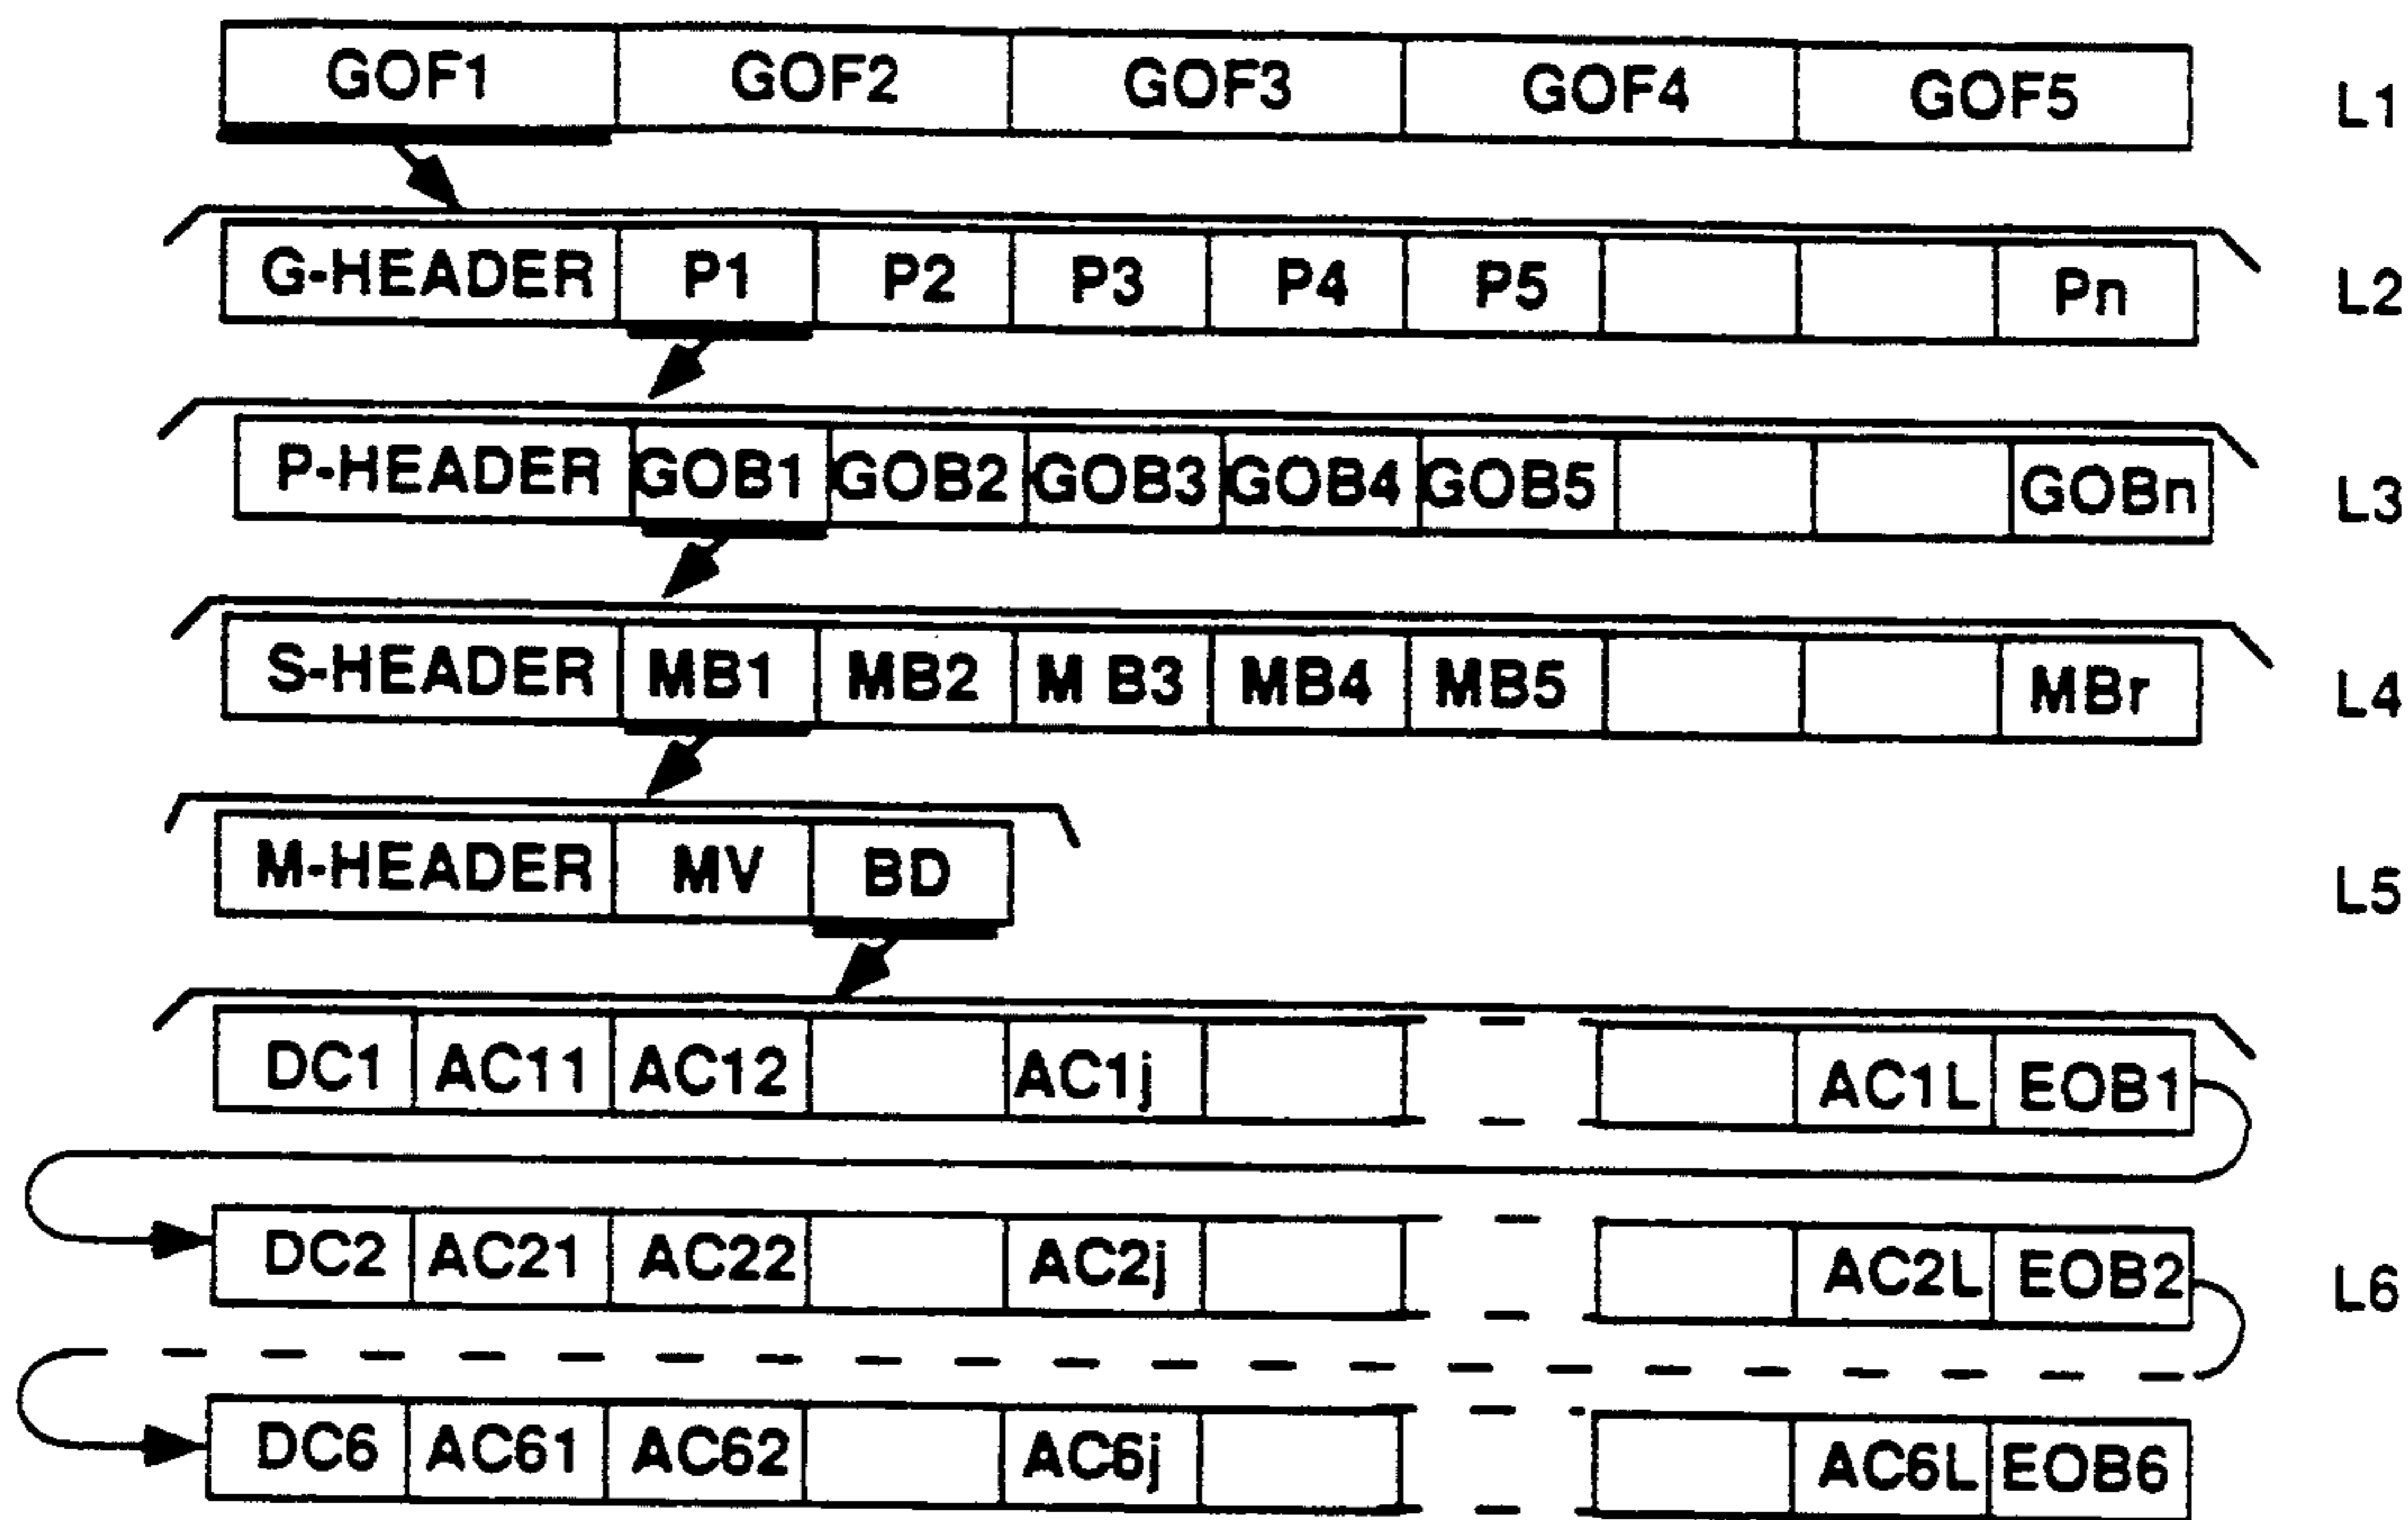 GOF1 GOF2 GOF3 GOF4 GOF5 L1
G-HEADER P1 P2 P3 P4 P5 Pn L2
P-HEADER GOB1 GOB2 GOB3 GOB4 GOB5 GOBn L3
S-HEADER MB1 MB2 M B3 MB4 MB5 MBr L4
M-HEADER MV BD L5
DC1 AC11 AC12 AC1j AC1L EOB1
DC2 AC21 AC22 AC2j AC2L EOB2 L6
DC6 AC61 AC62 AC6j AC6L EOB6